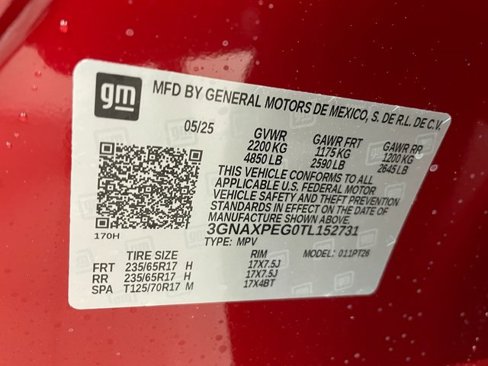 gm
MFD BY GENERAL MOTORS DE MEXICO, S. DE R.L. DE C.V.
05/25 GVWR GAWR FRT GAWR RR
2200 KG 1175 KG 1200 KG
4850 LB 2590 LB 2645 LB
THIS VEHICLE CONFORMS TO ALL
APPLICABLE U.S. FEDERAL MOTOR
VEHICLE SAFETY AND THEFT
PREVENTION STANDARDS IN
EFFECT ON THE DATE OF
MANUFACTURE SHOWN ABOVE.
3GNAXPEG0TL152731
170H TYPE: MPV MODEL: 011PT26
TIRE SIZE RIM
FRT 235/65R17 H 17X7.5J
RR 235/65R17 H 17X7.5J
SPA T125/70R17 M 17X4BT